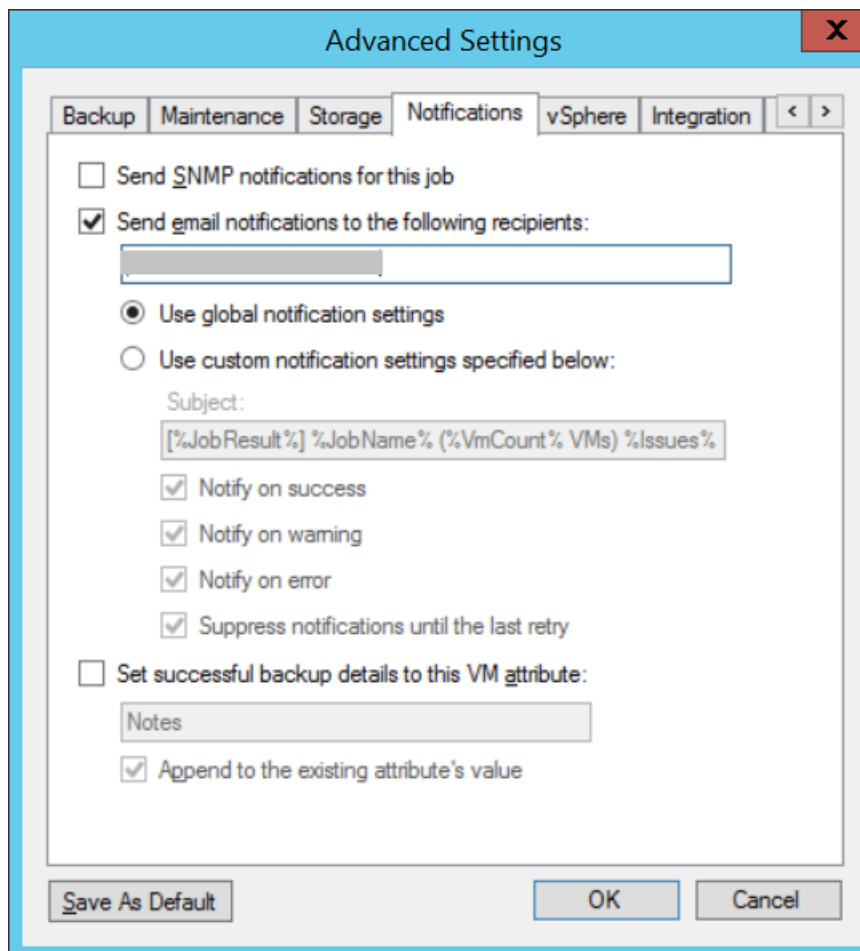 Advanced Settings
X
Backup Maintenance Storage Notifications vSphere Integration < >
Send SNMP notifications for this job
Send email notifications to the following recipients:
Use global notification settings
Use custom notification settings specified below:
Subject:
[%JobResult%] %JobName% (%VmCount% VMs) %Issues%
Notify on success
Notify on warning
Notify on error
Suppress notifications until the last retry
Set successful backup details to this VM attribute:
Notes
Append to the existing attribute's value
Save As Default OK Cancel